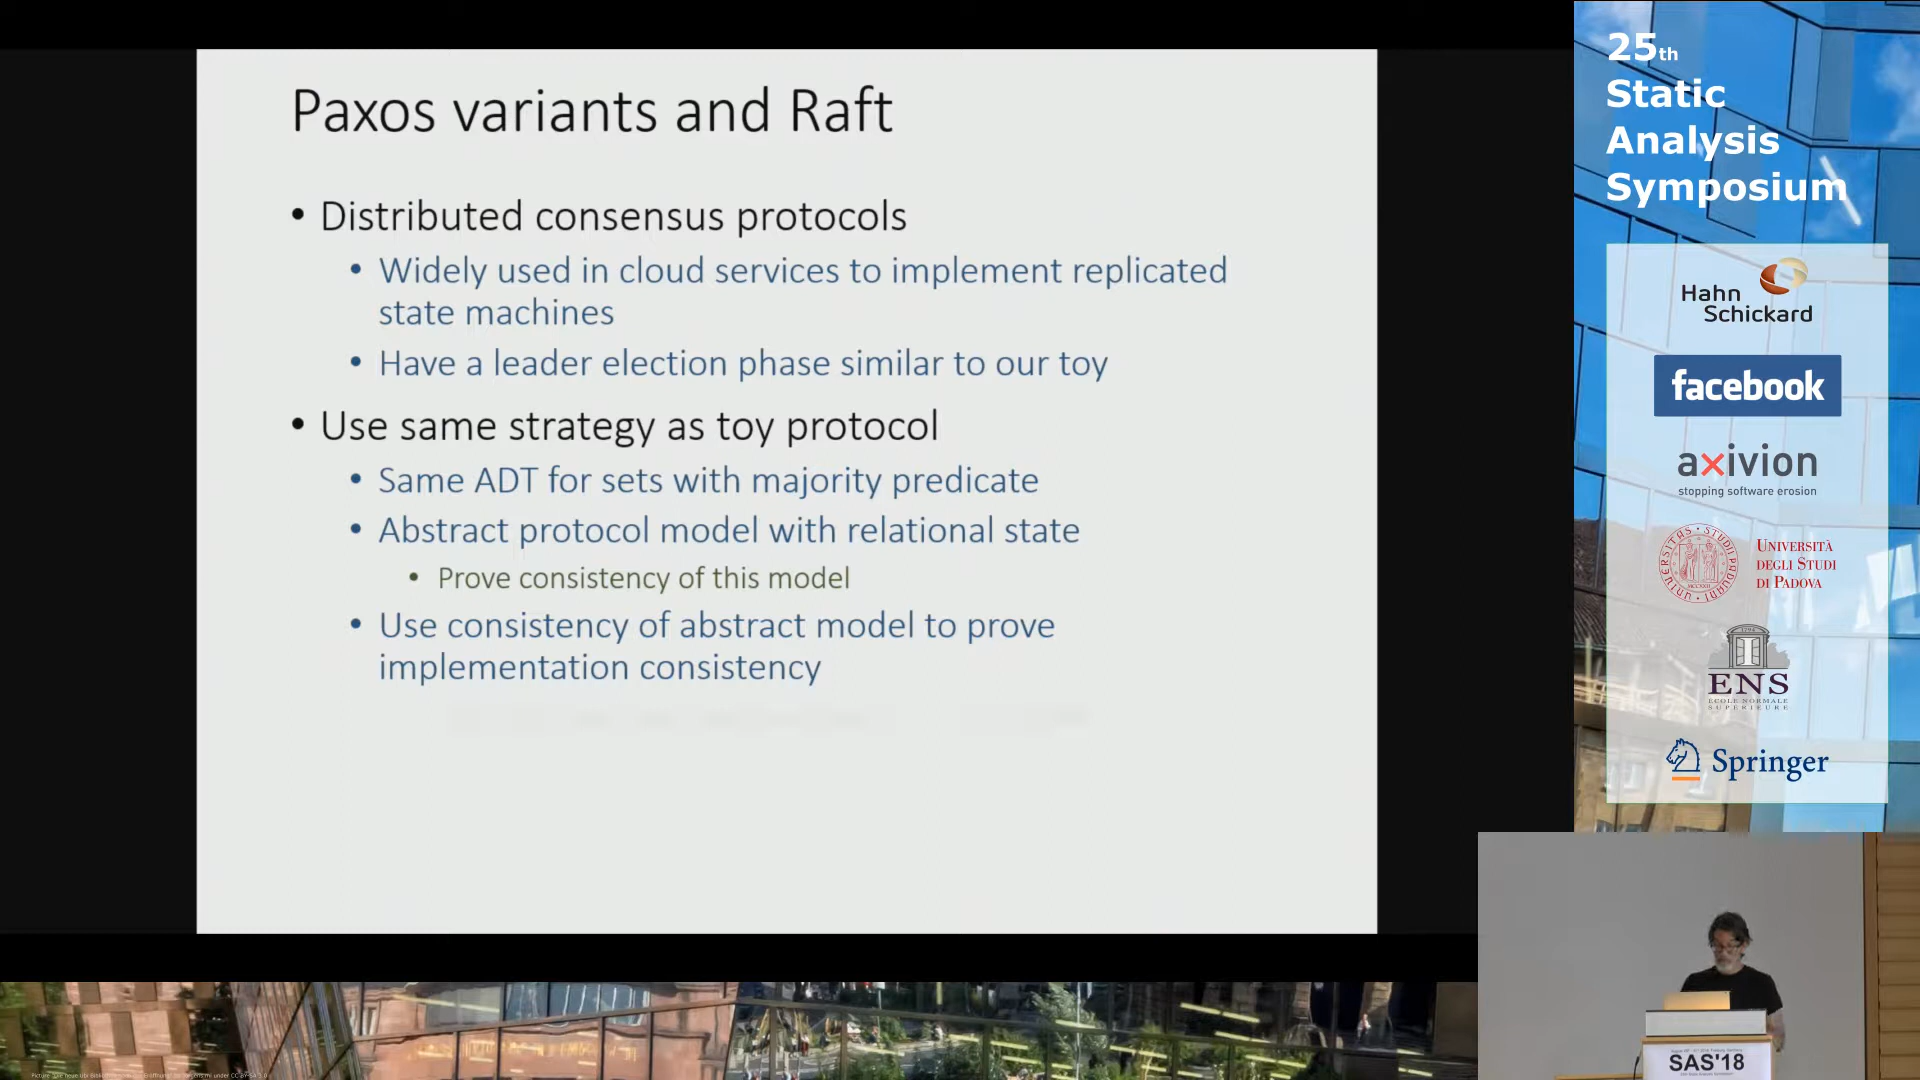 Paxos variants and Raft
• Distributed consensus protocols
• Widely used in cloud services to implement replicated
state machines
• Have a leader election phase similar to our toy
• Use same strategy as toy protocol
• Same ADT for sets with majority predicate
• Abstract protocol model with relational state
• Prove consistency of this model
• Use consistency of abstract model to prove
implementation consistency
25th
Static
Analysis
Symposium
Hahn
Schickard
facebook
axivion
stopping software erosion
UNIVERSITÀ
DEGLI STUDI
DI PADOVA
ENS
ECOLE NORMALE
SUPERIEURE
Springer
SAS'18